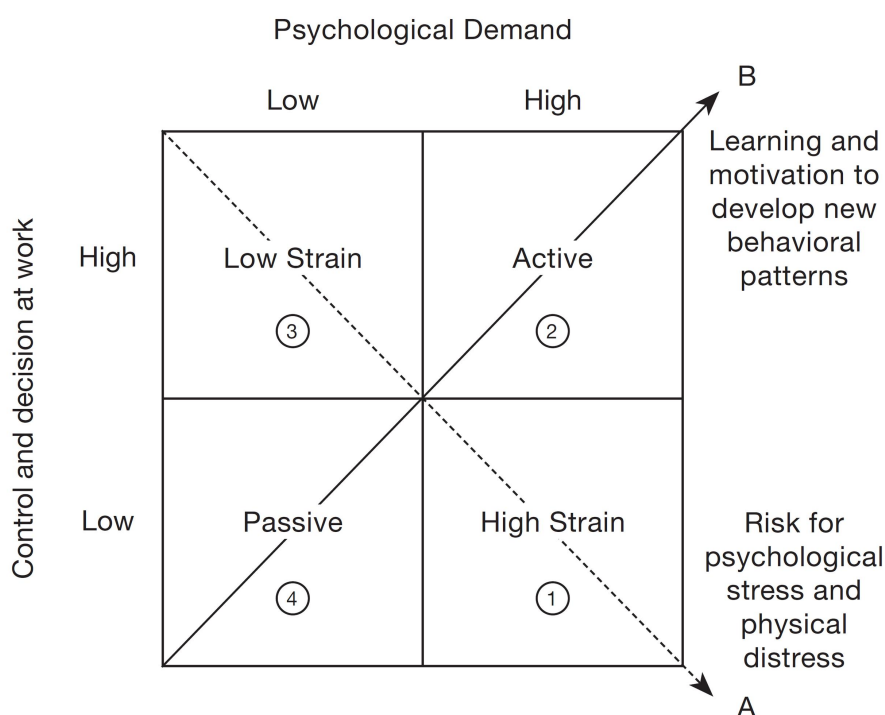 Psychological Demand
Low
High
B
Learning and
motivation to
develop new
behavioral
patterns
Control and decision at work
High
Low Strain
Active
3
2
Low
Passive
High Strain
4
1
Risk for
psychological
stress and
physical
distress
A